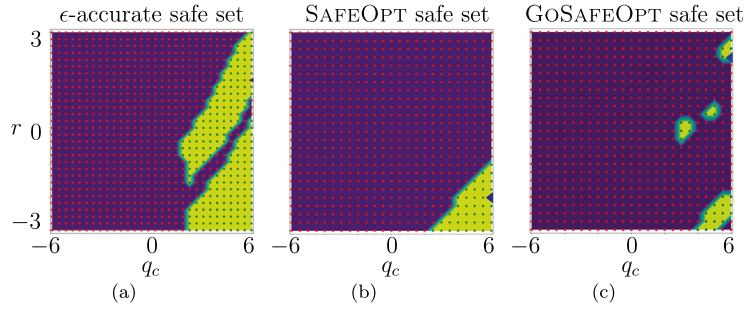 ϵ-accurate safe set SAFEOPT safe set GOSAFEOPT safe set
3
r 0
−3
−6 0 6 −6 0 6 −6 0 6
q_c q_c q_c
(a) (b) (c)